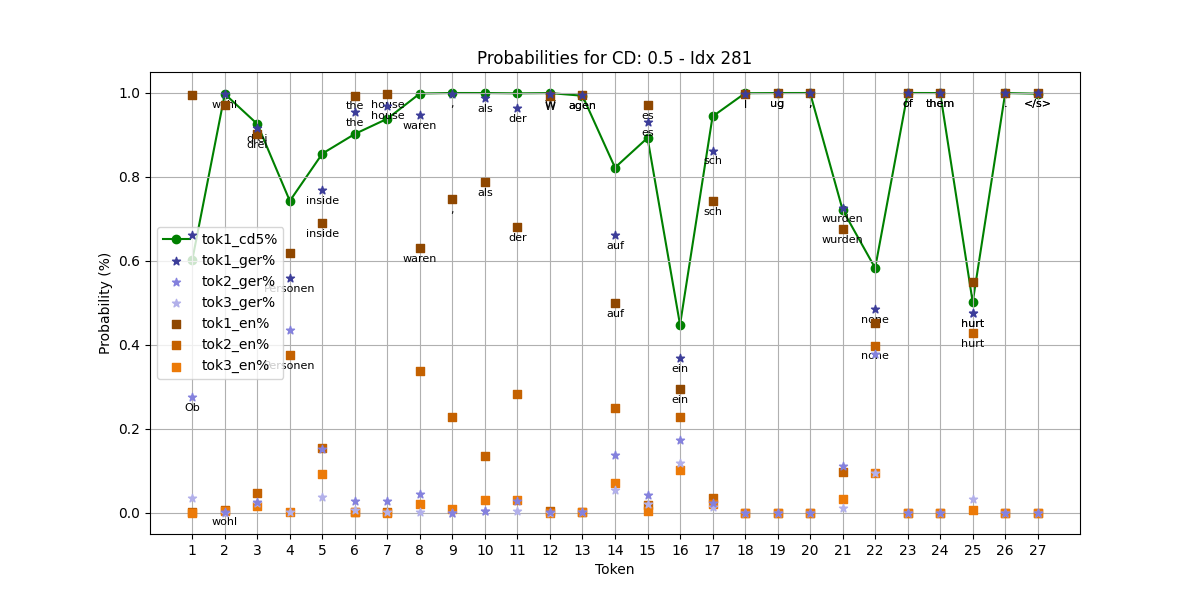 Probabilities for CD: 0.5 - Idx 281
Probability (%)
1.0
0.8
0.6
0.4
0.2
0.0
tok1_cd5%
tok1_ger%
tok2_ger%
tok3_ger%
tok1_en%
tok2_en%
tok3_en%
Ob
wohl
wohl
drei
drei
Personen
Personen
inside
inside
the
the
house
house
waren
waren
,
,
als
als
der
der
W
W
agen
auf
auf
es
es
ein
ein
sch
sch
l
ug
,
wurden
wurden
none
none
of
them
hurt
hurt
.
</s>
1 2 3 4 5 6 7 8 9 10 11 12 13 14 15 16 17 18 19 20 21 22 23 24 25 26 27
Token